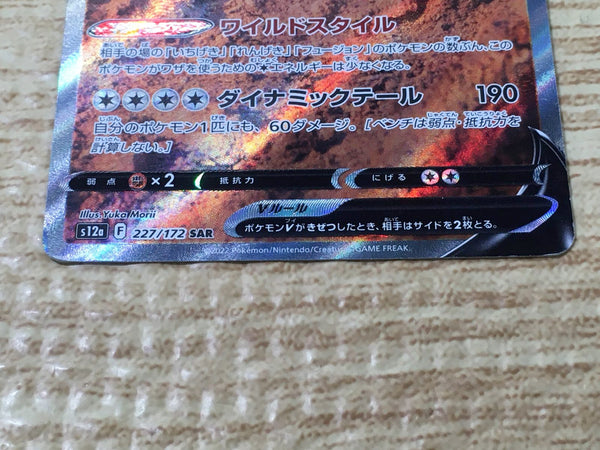 ワイルドスタイル
相手の場の「いちげき」「れんげき」「フュージョン」のポケモンの数ぶん、この
ポケモンがワザを使うためのエネルギーは少なくなる。
ダイナミックテール 190
自分のポケモン1匹にも、60ダメージ。[ベンチは弱点・抵抗力を
計算しない。]
弱点 ×2 抵抗力 にげる
Illus. Yuka Morii
Vルール
ポケモンVがきぜつしたとき、相手はサイドを2枚とる。
s12a F 227/172 SAR
©2022 Pokémon/Nintendo/Creatures/GAME FREAK.